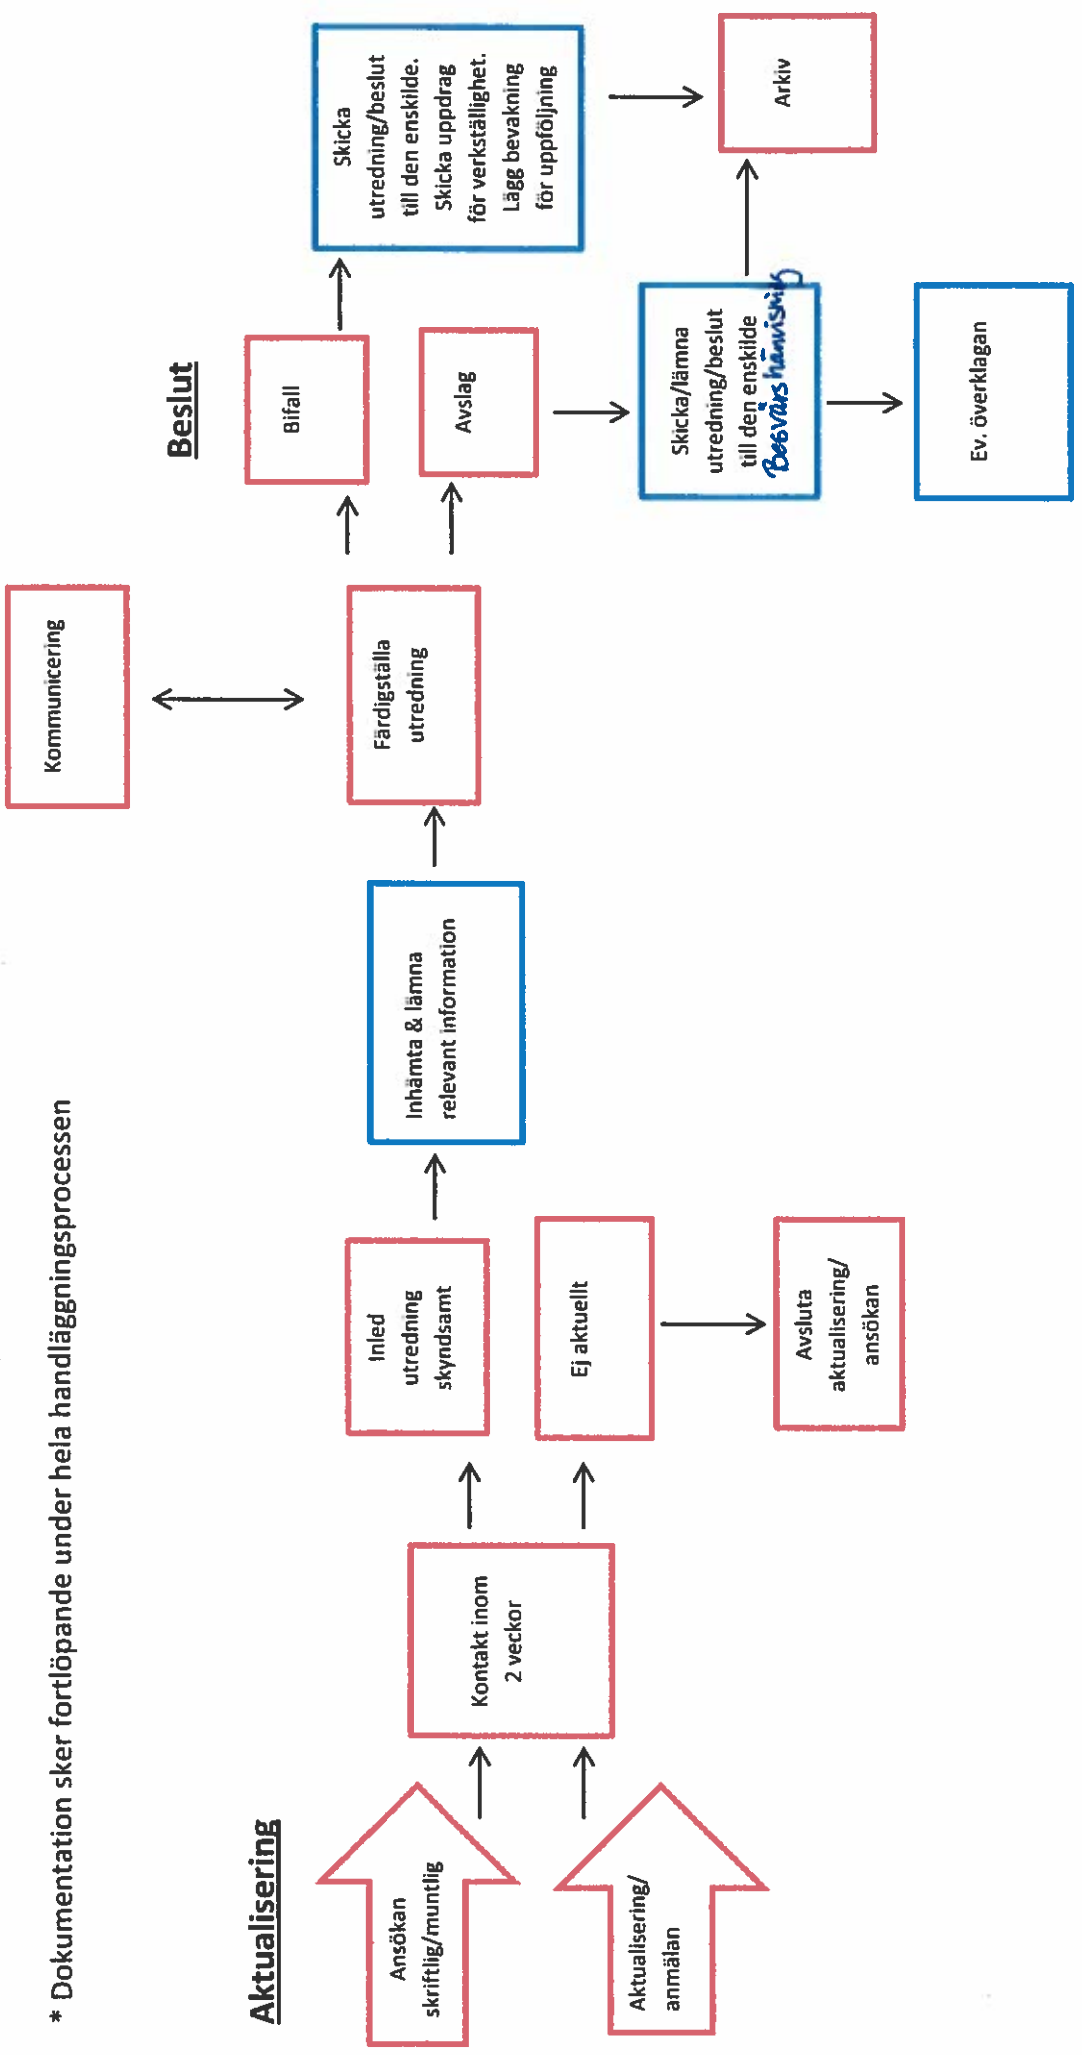 * Dokumentation sker fortlöpande under hela handläggningsprocessen
Aktualisering
Ansökan
skriftlig/muntlig
Aktualisering/
anmälan
Kontakt inom
2 veckor
Inled
utredning
skyndsamt
Ej aktuellt
Avsluta
aktualisering/
ansökan
Inhämta & lämna
relevant information
Kommunicering
Färdigställa
utredning
Beslut
Bifall
Avslag
Skicka
utredning/beslut
till den enskilde.
Skicka uppdrag
för verkställighet.
Lägg bevakning
för uppföljning
Skicka/lämna
utredning/beslut
till den enskilde
Besvärshänvisning
Arkiv
Ev. överklagan